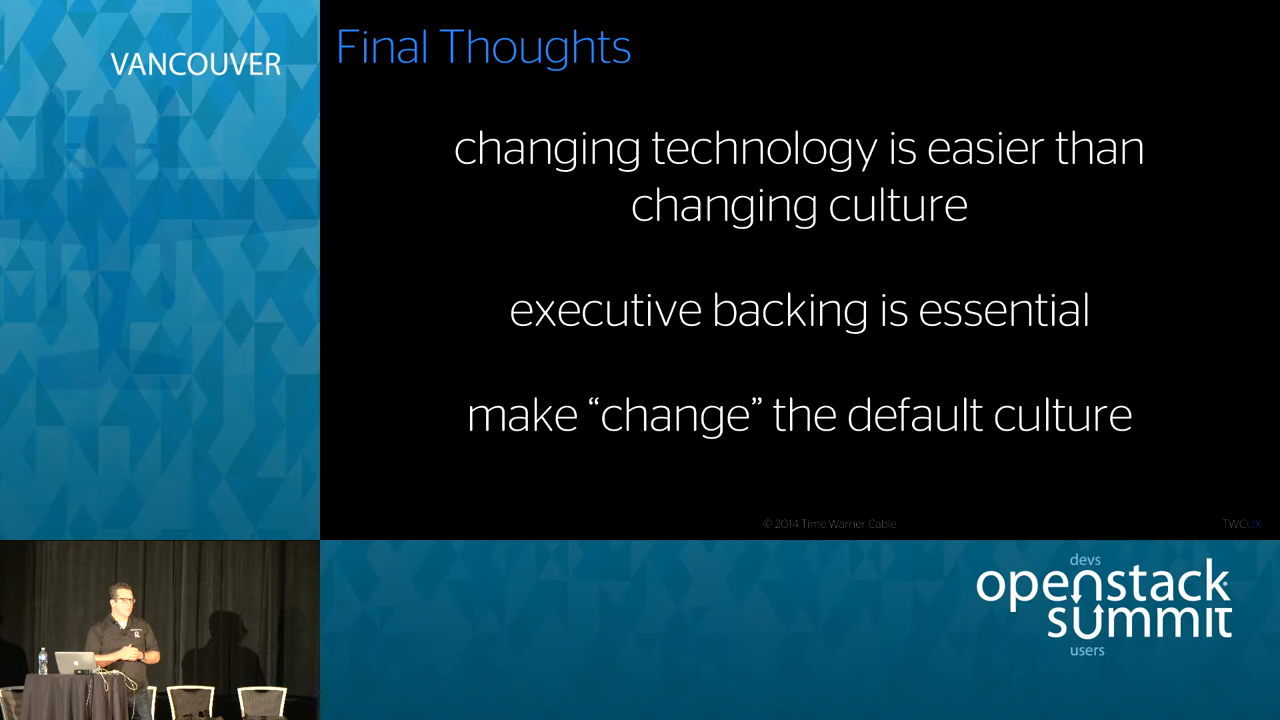 VANCOUVER
Final Thoughts
changing technology is easier than
changing culture
executive backing is essential
make “change” the default culture
© 2014 Time Warner Cable
TWCUX
devs
openstack
summit
users